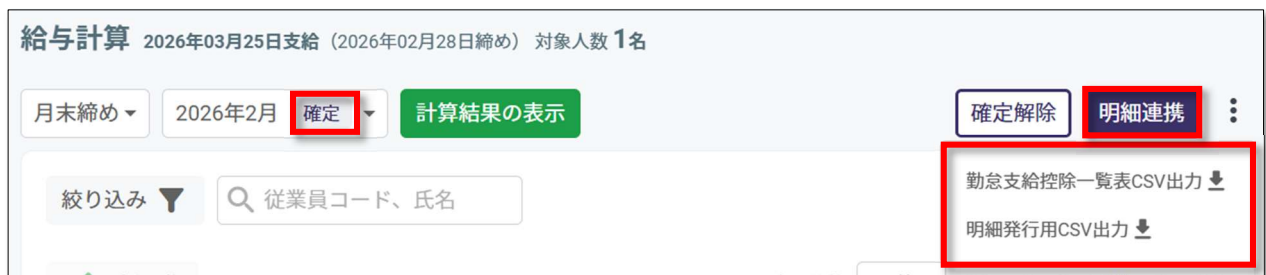 給与計算 2026年03月25日支給（2026年02月28日締め） 対象人数 1名
月末締め 2026年2月 確定 計算結果の表示 確定解除 明細連携
勤怠支給控除一覧表CSV出力
絞り込み 従業員コード、氏名
明細発行用CSV出力